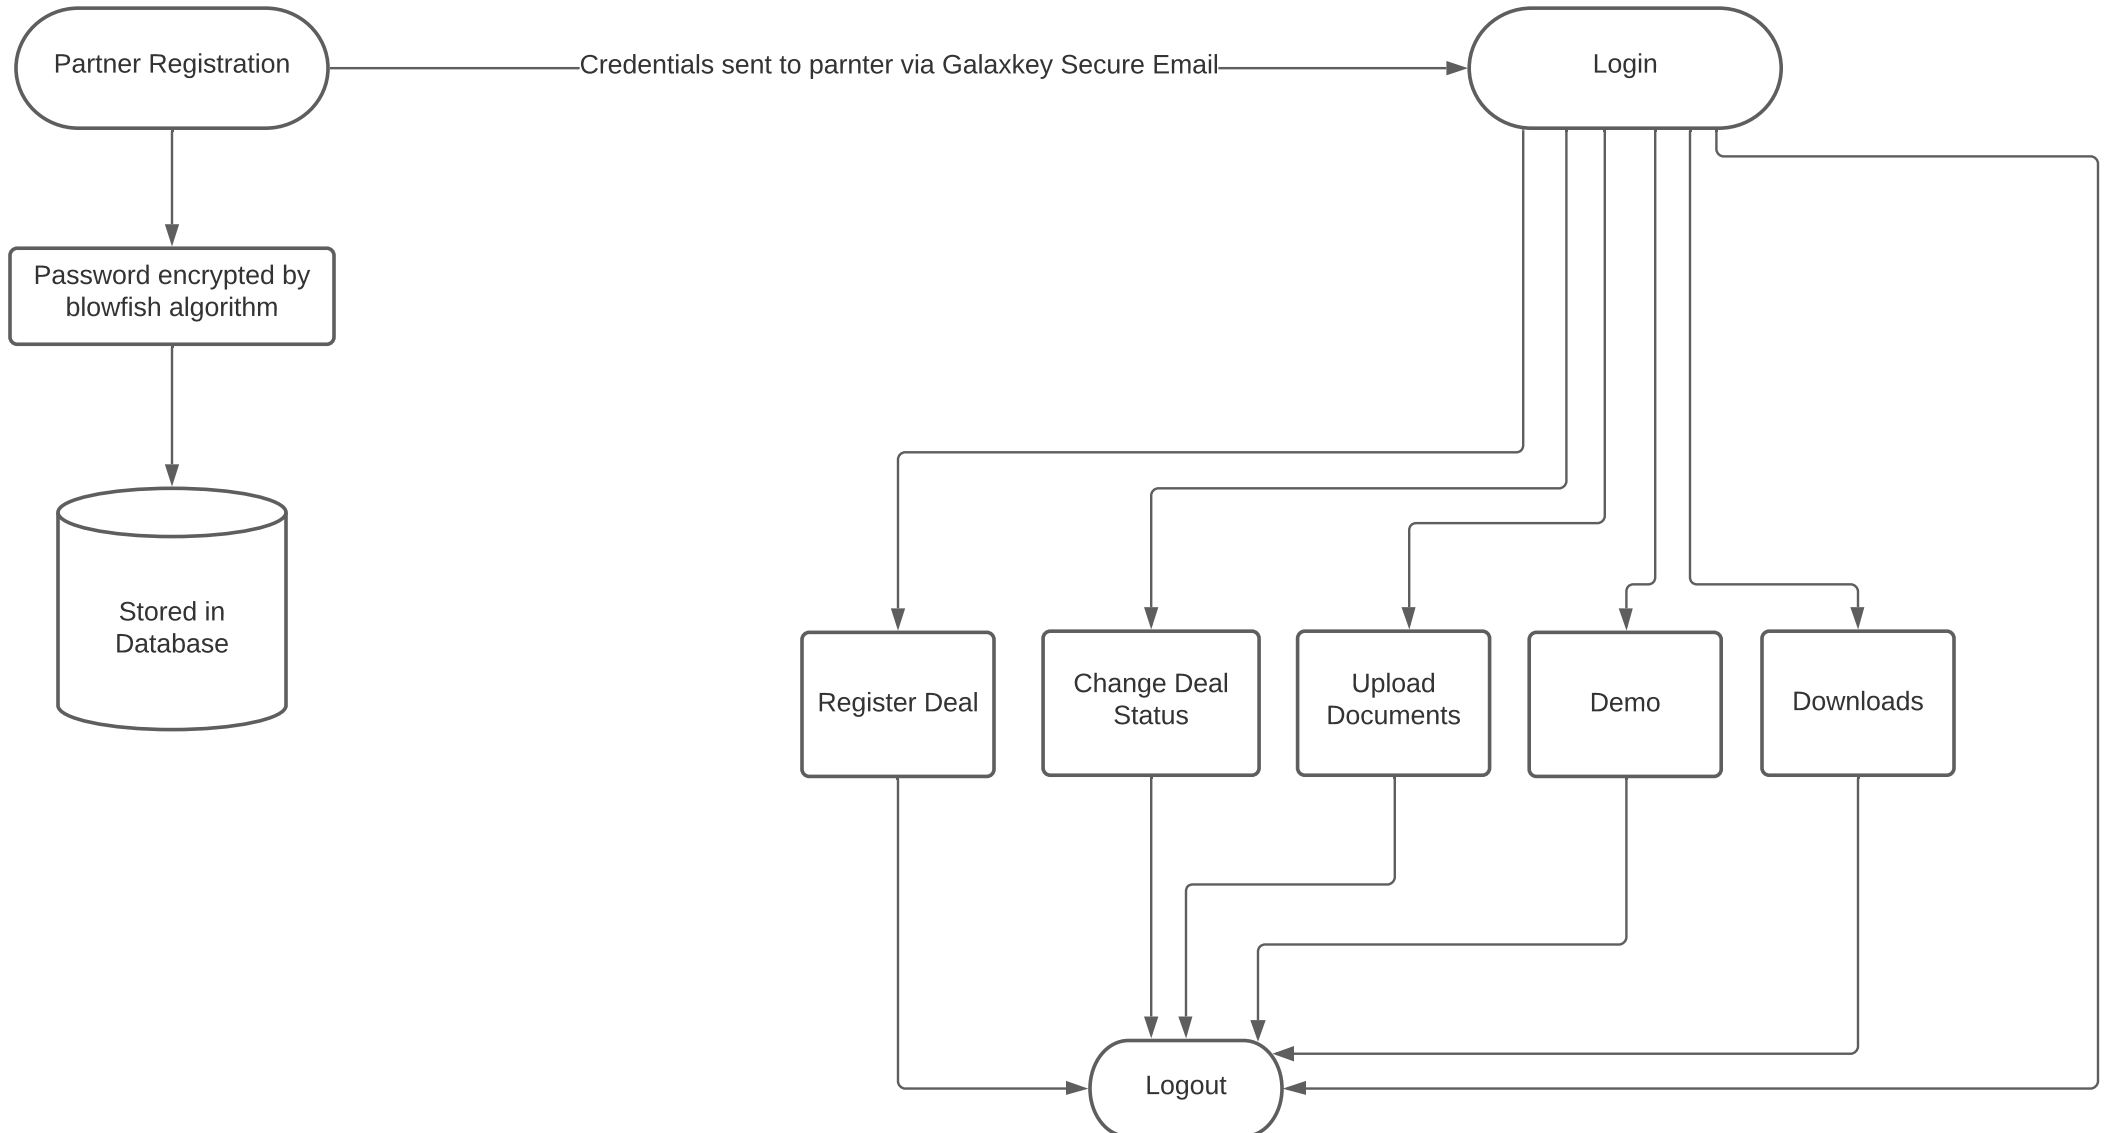 Partner Registration
Credentials sent to parnter via Galaxkey Secure Email
Login
Password encrypted by
blowfish algorithm
Stored in
Database
Register Deal
Change Deal
Status
Upload
Documents
Demo
Downloads
Logout